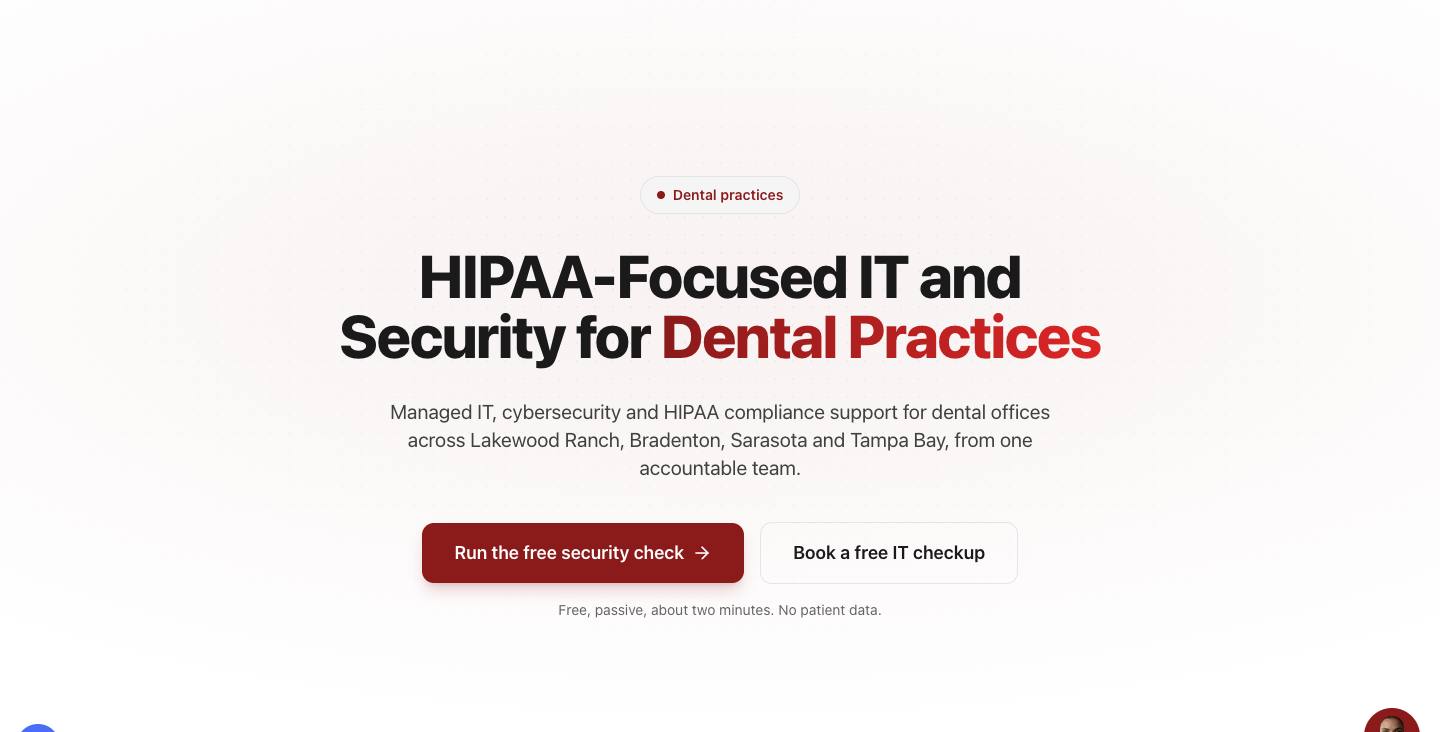 Dental practices
HIPAA-Focused IT and
Security for Dental Practices
Managed IT, cybersecurity and HIPAA compliance support for dental offices
across Lakewood Ranch, Bradenton, Sarasota and Tampa Bay, from one
accountable team.
Run the free security check →
Book a free IT checkup
Free, passive, about two minutes. No patient data.